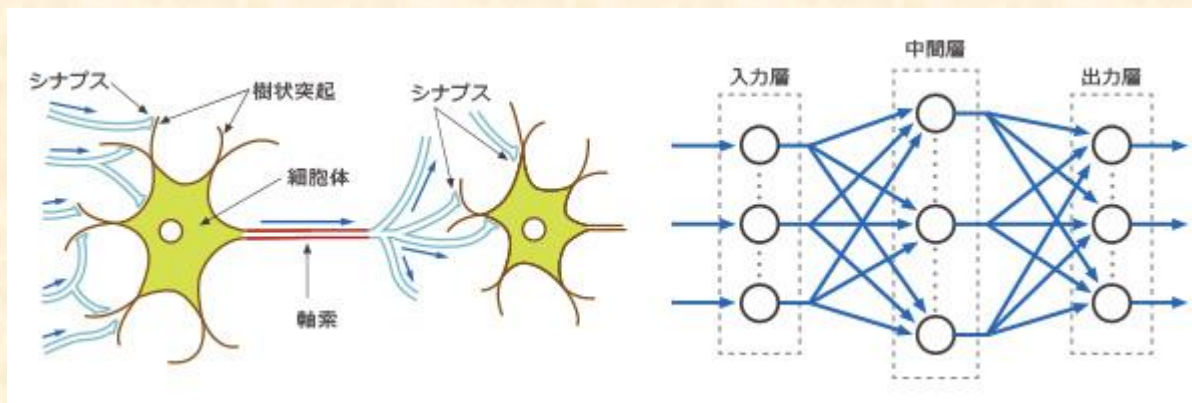 シナプス
樹状突起
細胞体
軸索
シナプス
入力層
中間層
出力層